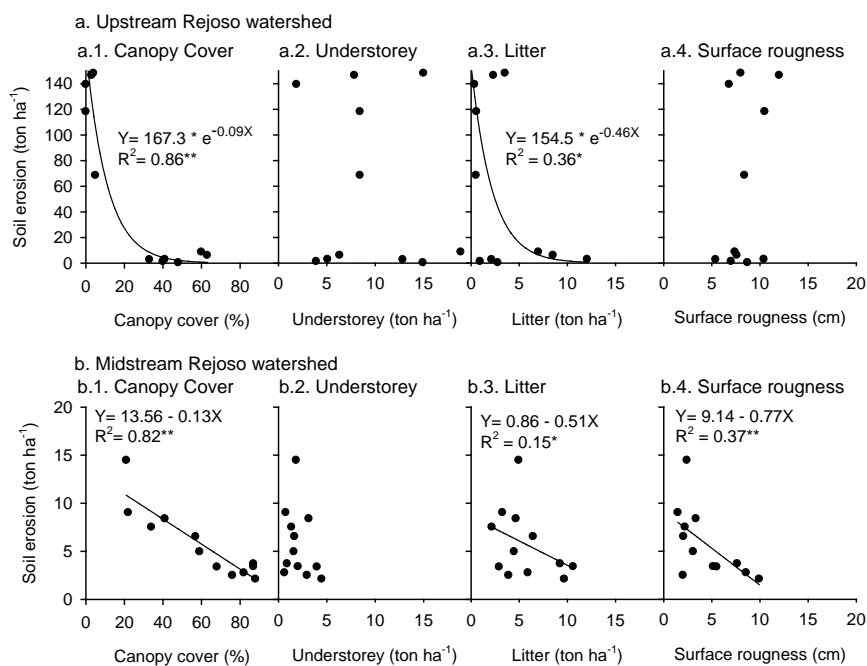 a. Upstream Rejoso watershed
a.1. Canopy Cover a.2. Understorey a.3. Litter a.4. Surface rougness
Soil erosion (ton ha⁻¹)
140
120
100
80
60
40
20
0
Y= 167.3 * e⁻⁰·⁰⁹ˣ
R²= 0.86**
Y= 154.5 * e⁻⁰·⁴⁶ˣ
R²= 0.36*
0 20 40 60 80 0 5 10 15 0 5 10 15 0 5 10 15 20
Canopy cover (%) Understorey (ton ha⁻¹) Litter (ton ha⁻¹) Surface rougness (cm)
b. Midstream Rejoso watershed
b.1. Canopy Cover b.2. Understorey b.3. Litter b.4. Surface rougness
Soil erosion (ton ha⁻¹)
20
15
10
5
0
Y= 13.56 - 0.13X
R²= 0.82**
Y= 0.86 - 0.51X
R²= 0.15*
Y= 9.14 - 0.77X
R²= 0.37**
0 20 40 60 80 0 5 10 15 0 5 10 15 0 5 10 15 20
Canopy cover (%) Understorey (ton ha⁻¹) Litter (ton ha⁻¹) Surface rougness (cm)